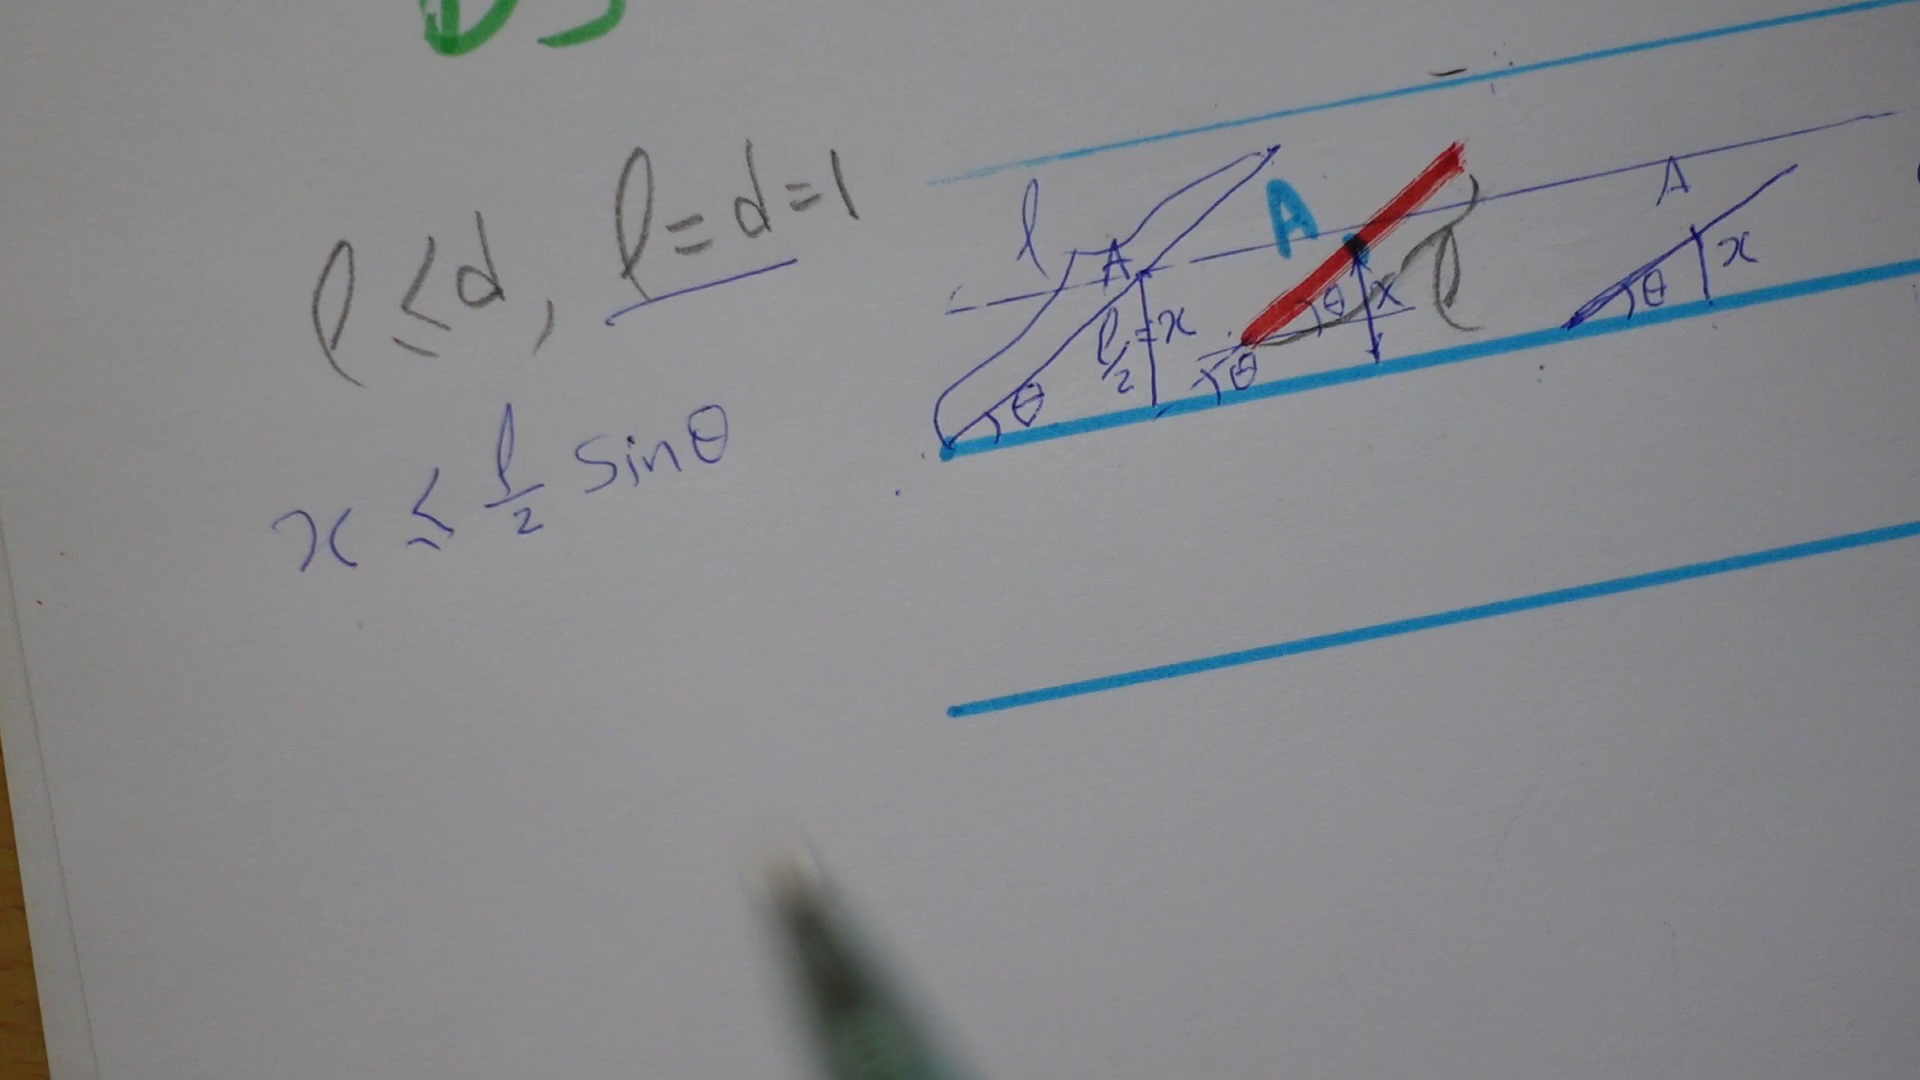 l ≤ d, l = d = 1
x ≤ l/2 sinθ
l
A
θ
l/2 = x
A
θ
x
l
θ
A
θ
x